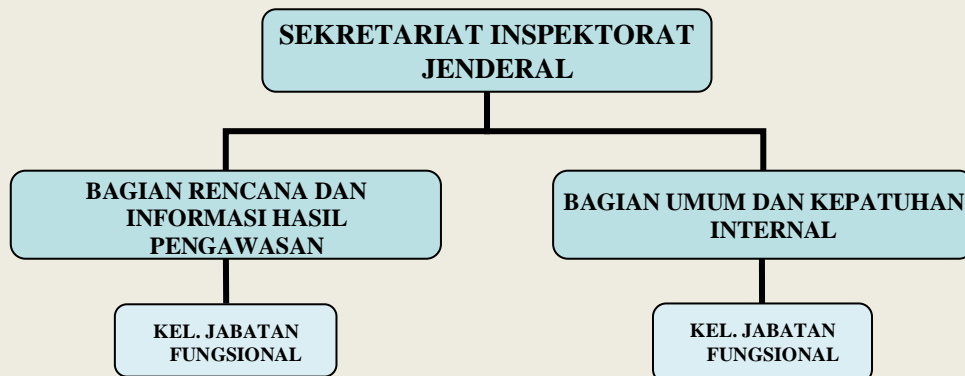 SEKRETARIAT INSPEKTORAT
JENDERAL
BAGIAN RENCANA DAN
INFORMASI HASIL
PENGAWASAN
BAGIAN UMUM DAN KEPATUHAN
INTERNAL
KEL. JABATAN
FUNGSIONAL
KEL. JABATAN
FUNGSIONAL